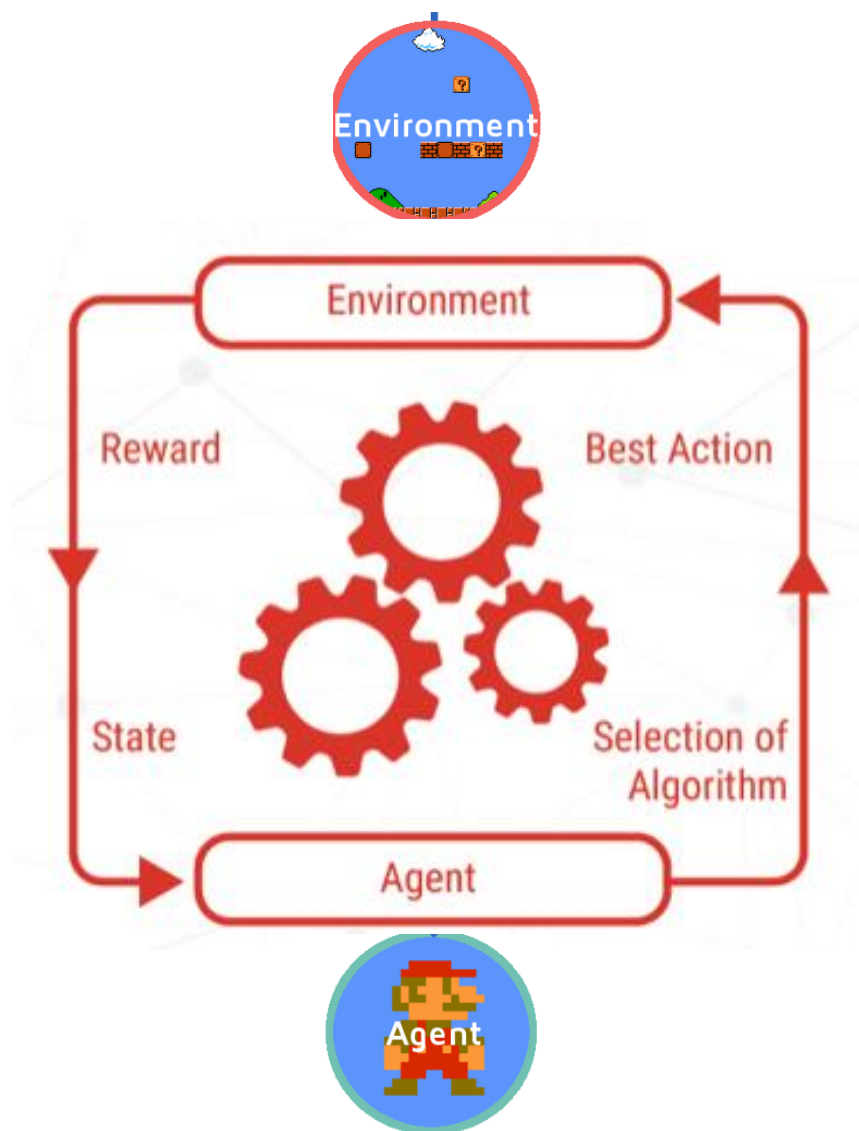 Environment
Environment
Reward
Best Action
State
Selection of
Algorithm
Agent
Agent